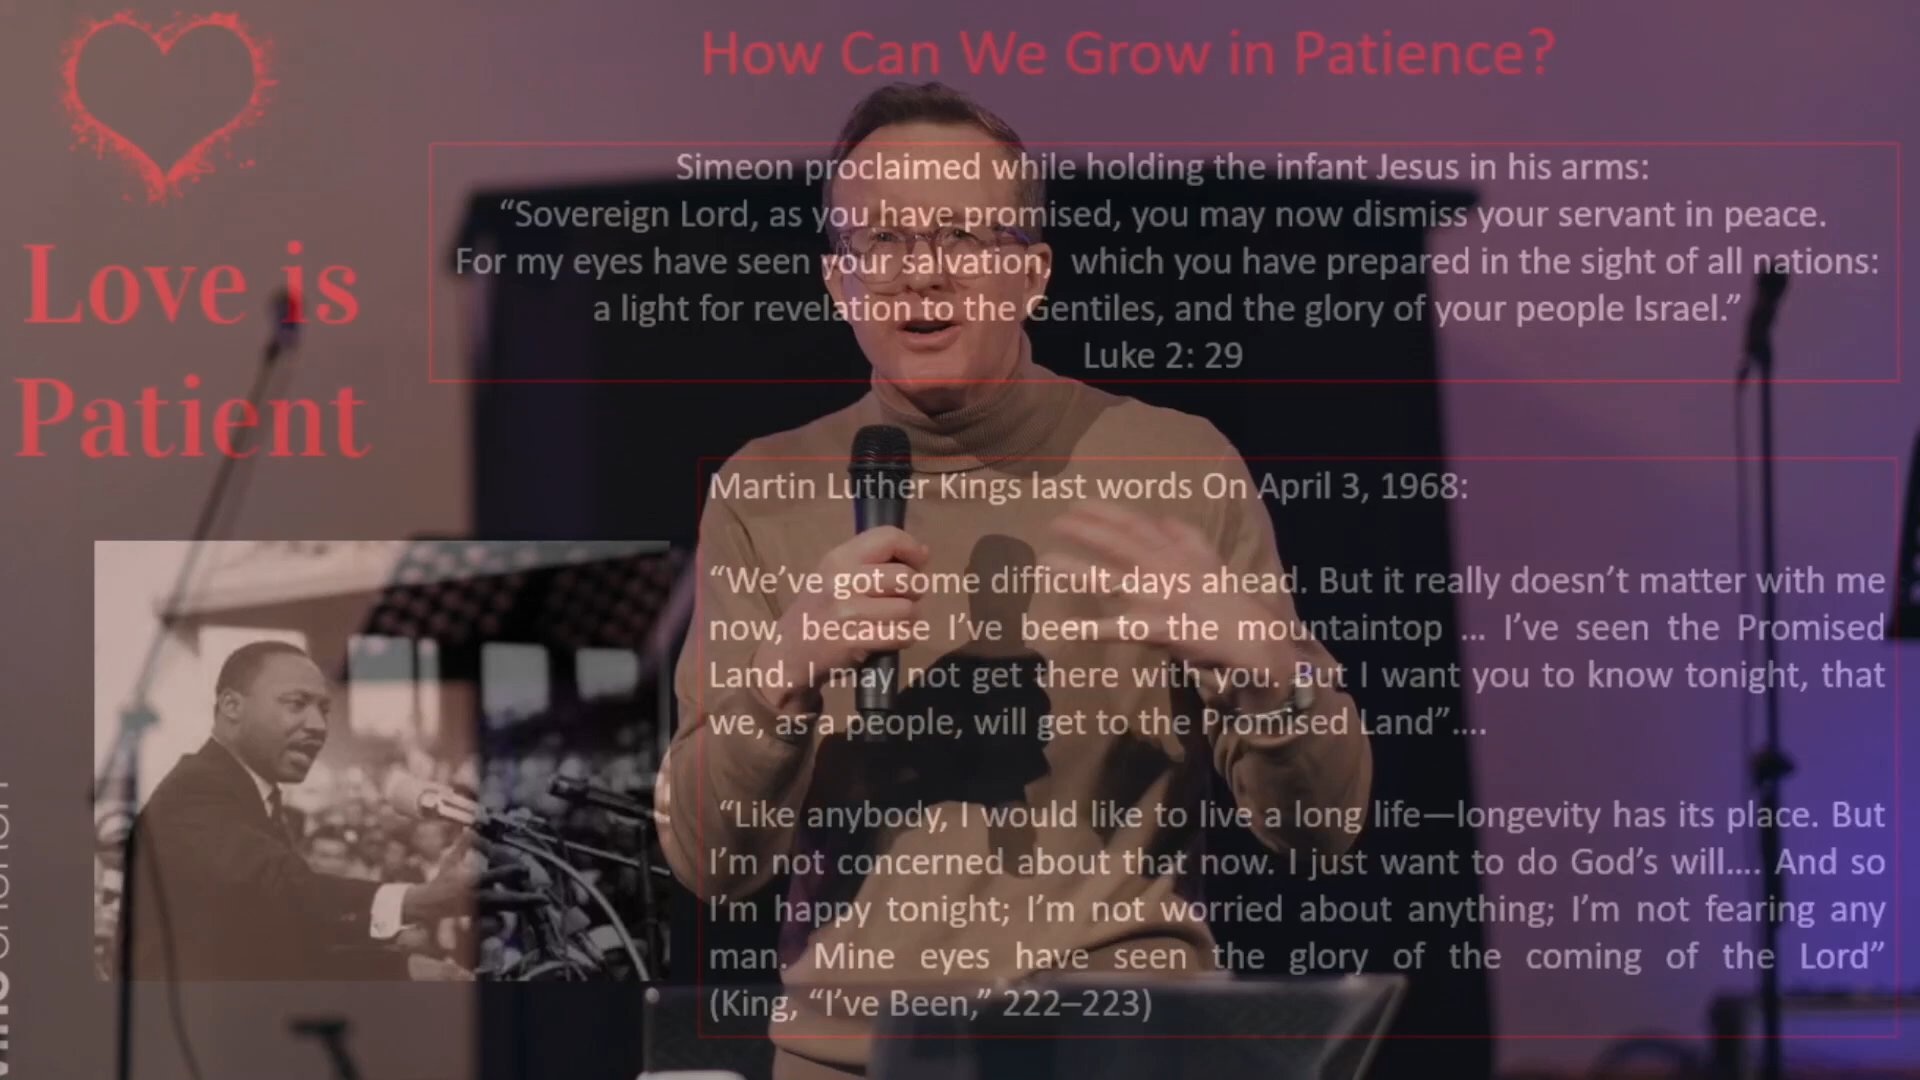 How Can We Grow in Patience?
Simeon proclaimed while holding the infant Jesus in his arms:
“Sovereign Lord, as you have promised, you may now dismiss your servant in peace.
For my eyes have seen your salvation, which you have prepared in the sight of all nations:
a light for revelation to the Gentiles, and the glory of your people Israel.”
Luke 2: 29
Love is
Patient
Martin Luther Kings last words On April 3, 1968:
“We’ve got some difficult days ahead. But it really doesn’t matter with me
now, because I’ve been to the mountaintop ... I’ve seen the Promised
Land. I may not get there with you. But I want you to know tonight, that
we, as a people, will get to the Promised Land”....
“Like anybody, I would like to live a long life—longevity has its place. But
I’m not concerned about that now. I just want to do God’s will.... And so
I’m happy tonight; I’m not worried about anything; I’m not fearing any
man. Mine eyes have seen the glory of the coming of the Lord”
(King, “I’ve Been,” 222–223)